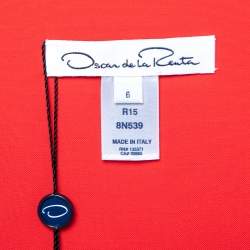 Oscar de la Renta
6
R15
8N539
MADE IN ITALY
O